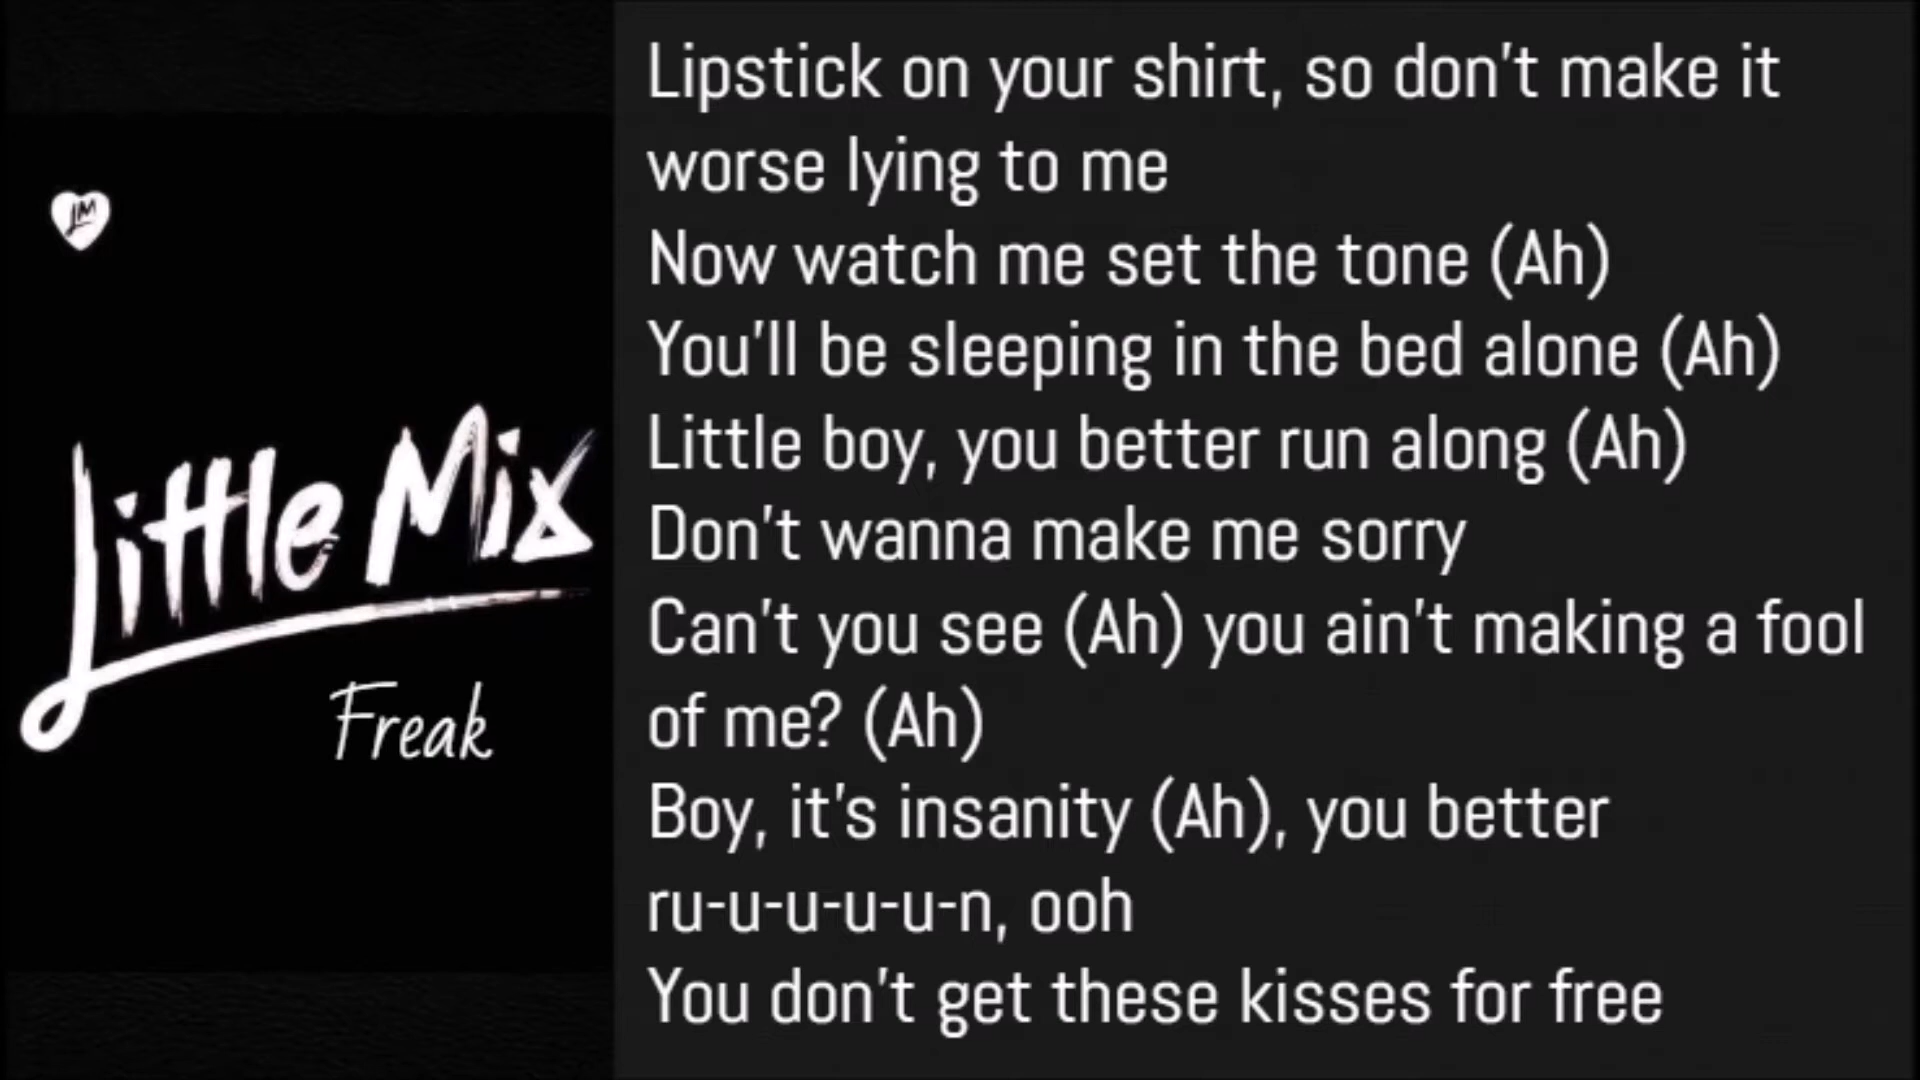 LM
Little Mix
Freak
Lipstick on your shirt, so don't make it
worse lying to me
Now watch me set the tone (Ah)
You'll be sleeping in the bed alone (Ah)
Little boy, you better run along (Ah)
Don't wanna make me sorry
Can't you see (Ah) you ain't making a fool
of me? (Ah)
Boy, it's insanity (Ah), you better
ru-u-u-u-u-n, ooh
You don't get these kisses for free